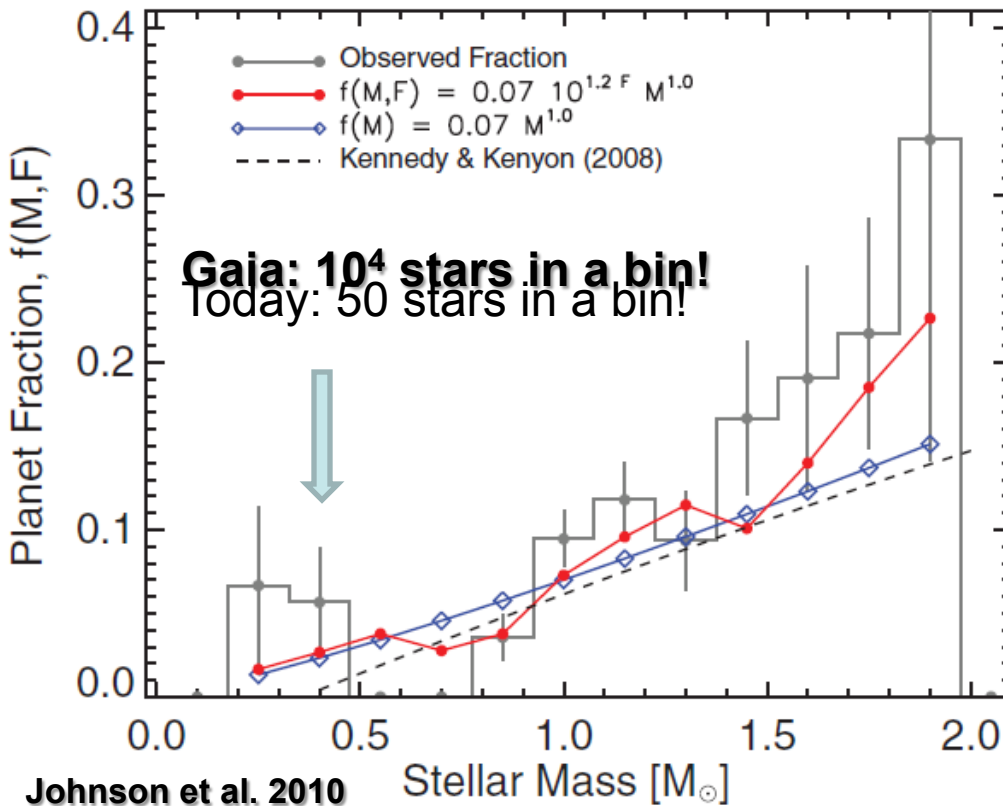 0.4
0.3
0.2
0.1
0.0
Planet Fraction, f(M,F)
Observed Fraction
f(M,F) = 0.07 10^1.2 F M^1.0
f(M) = 0.07 M^1.0
Kennedy & Kenyon (2008)
Gaia: 10⁴ stars in a bin!
Today: 50 stars in a bin!
0.0 0.5 1.0 1.5 2.0
Stellar Mass [M☉]
Johnson et al. 2010